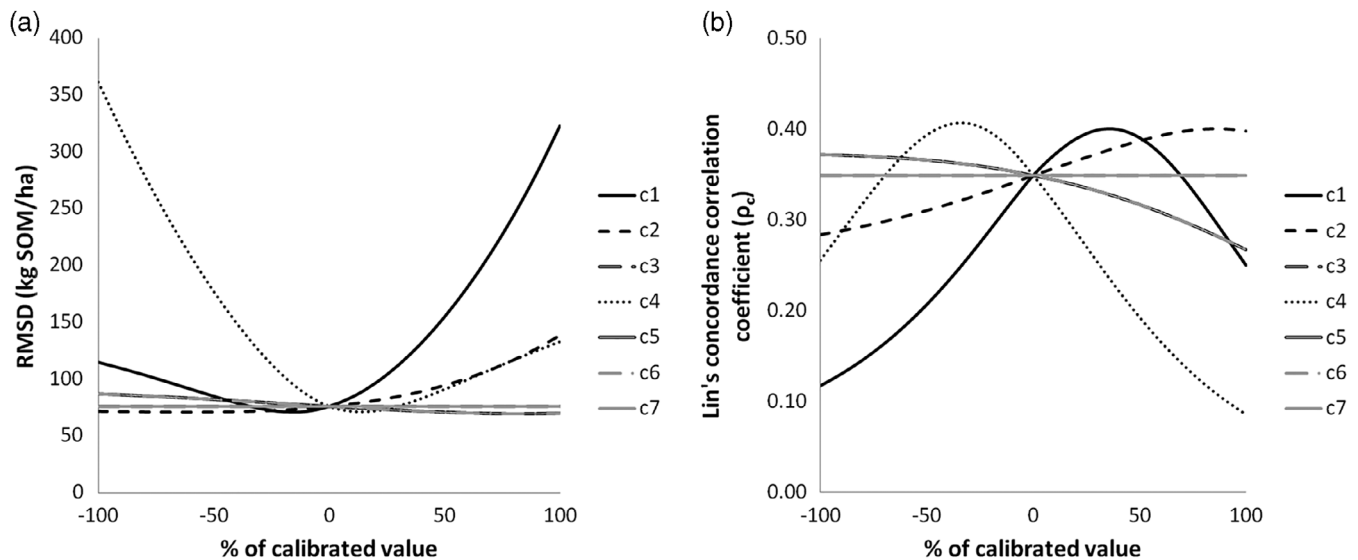 (a)
RMSD (kg SOM/ha)
400
350
300
250
200
150
100
50
0
-100
-50
0
50
100
% of calibrated value
c1
c2
c3
c4
c5
c6
c7
(b)
Lin's concordance correlation
coefficient (ρc)
0.50
0.40
0.30
0.20
0.10
0.00
-100
-50
0
50
100
% of calibrated value
c1
c2
c3
c4
c5
c6
c7